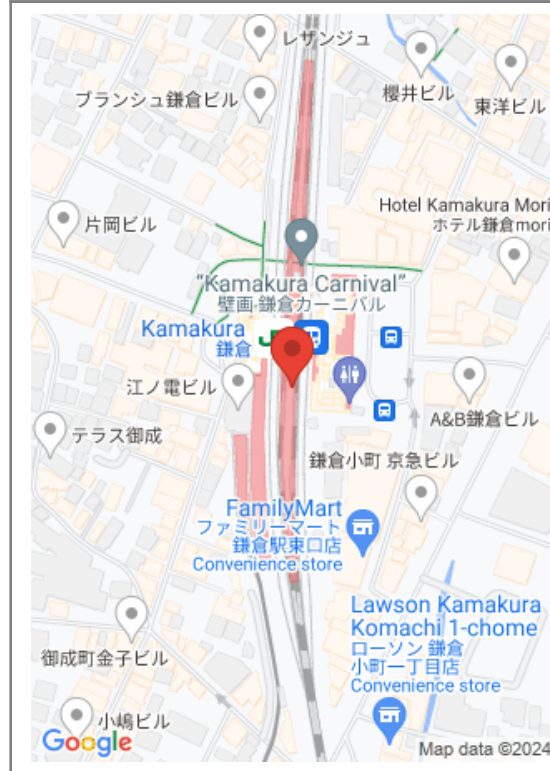 レザンジュ
ブランシュ鎌倉ビル
櫻井ビル
東洋ビル
片岡ビル
Hotel Kamakura Mori
ホテル鎌倉mori
“Kamakura Carnival”
壁画 鎌倉カーニバル
Kamakura
鎌倉
江ノ電ビル
A&B鎌倉ビル
テラス御成
鎌倉小町 京急ビル
FamilyMart
ファミリーマート
鎌倉駅東口店
Convenience store
Lawson Kamakura
Komachi 1-chome
ローソン 鎌倉
小町一丁目店
Convenience store
御成町金子ビル
小嶋ビル
Google
Map data ©2024